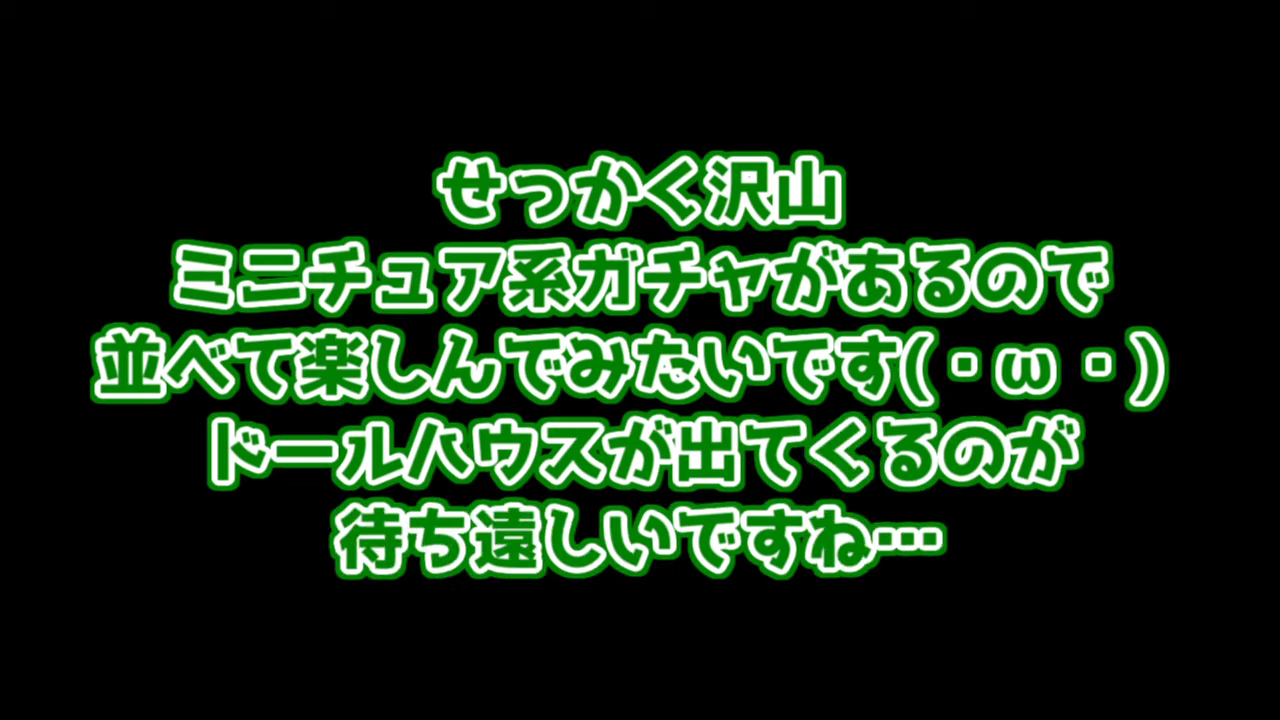 せっかく沢山
ミニチュア系ガチャがあるので
並べて楽しんでみたいです(・ω・)
ドールハウスが出てくるのが
待ち遠しいですね…